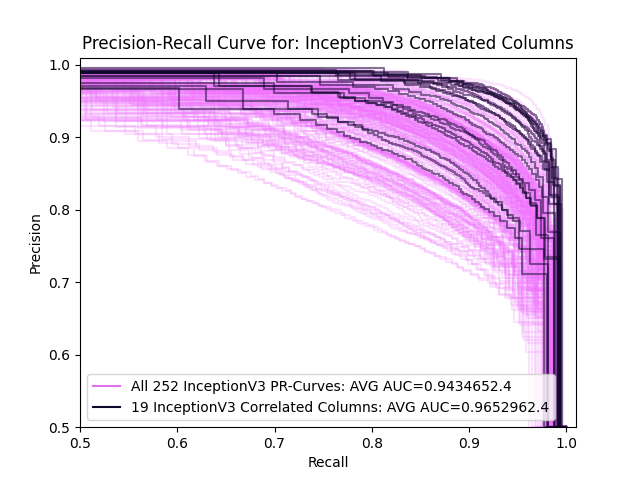 Precision-Recall Curve for: InceptionV3 Correlated Columns
1.0
0.9
0.8
0.7
0.6
0.5
Precision
All 252 InceptionV3 PR-Curves: AVG AUC=0.9434652.4
19 InceptionV3 Correlated Columns: AVG AUC=0.9652962.4
0.5 0.6 0.7 0.8 0.9 1.0
Recall